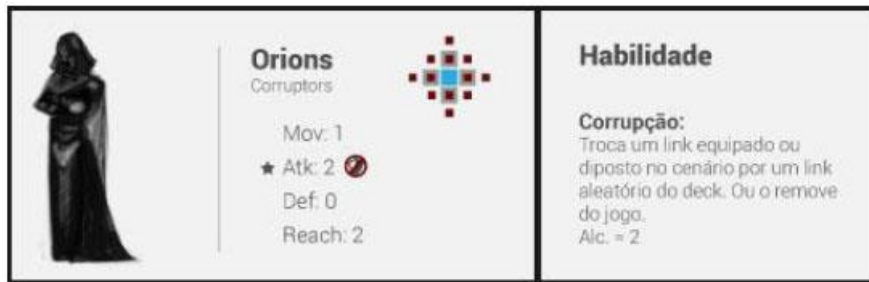 Orions
Corruptors
Mov: 1
Atk: 2
Def: 0
Reach: 2
Habilidade
Corrupção:
Troca um link equipado ou
diposto no cenário por um link
aleatório do deck. Ou o remove
do jogo.
Alc. = 2